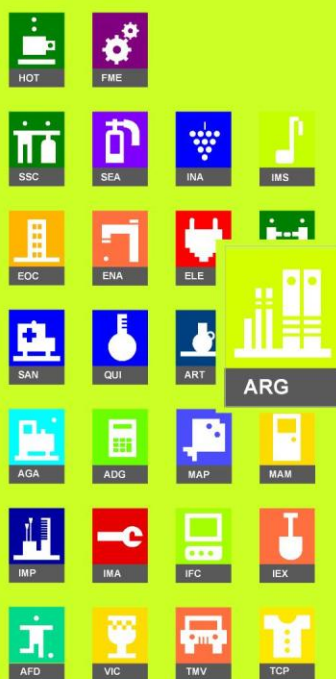 HOT FME
SSC SEA INA IMS
EOC ENA ELE
SAN QUI ART ARG
AGA ADG MAP MAM
IMP IMA IFC IEX
AFD VIC TMV TCP